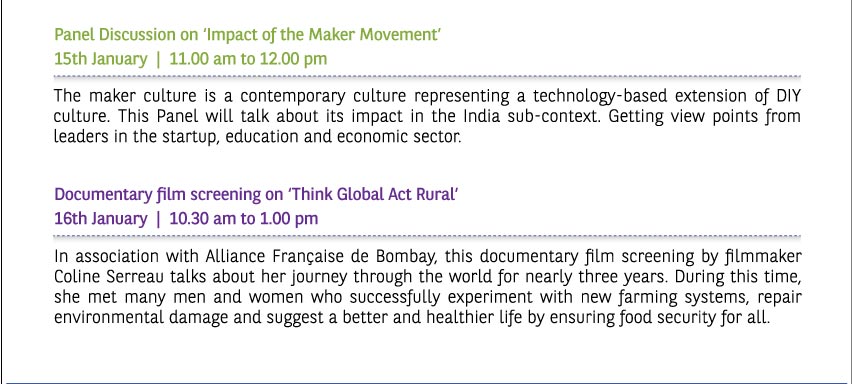 Panel Discussion on ‘Impact of the Maker Movement’
15th January | 11.00 am to 12.00 pm
The maker culture is a contemporary culture representing a technology-based extension of DIY
culture. This Panel will talk about its impact in the India sub-context. Getting view points from
leaders in the startup, education and economic sector.
Documentary film screening on ‘Think Global Act Rural’
16th January | 10.30 am to 1.00 pm
In association with Alliance Française de Bombay, this documentary film screening by filmmaker
Coline Serreau talks about her journey through the world for nearly three years. During this time,
she met many men and women who successfully experiment with new farming systems, repair
environmental damage and suggest a better and healthier life by ensuring food security for all.